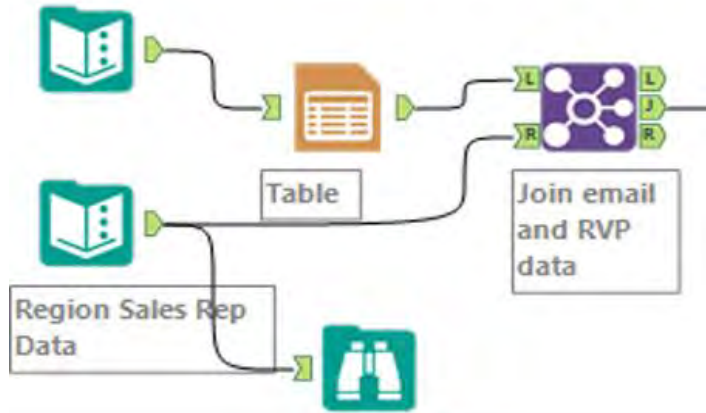 L
L
J
R
R
Table
Join email
and RVP
data
Region Sales Rep
Data